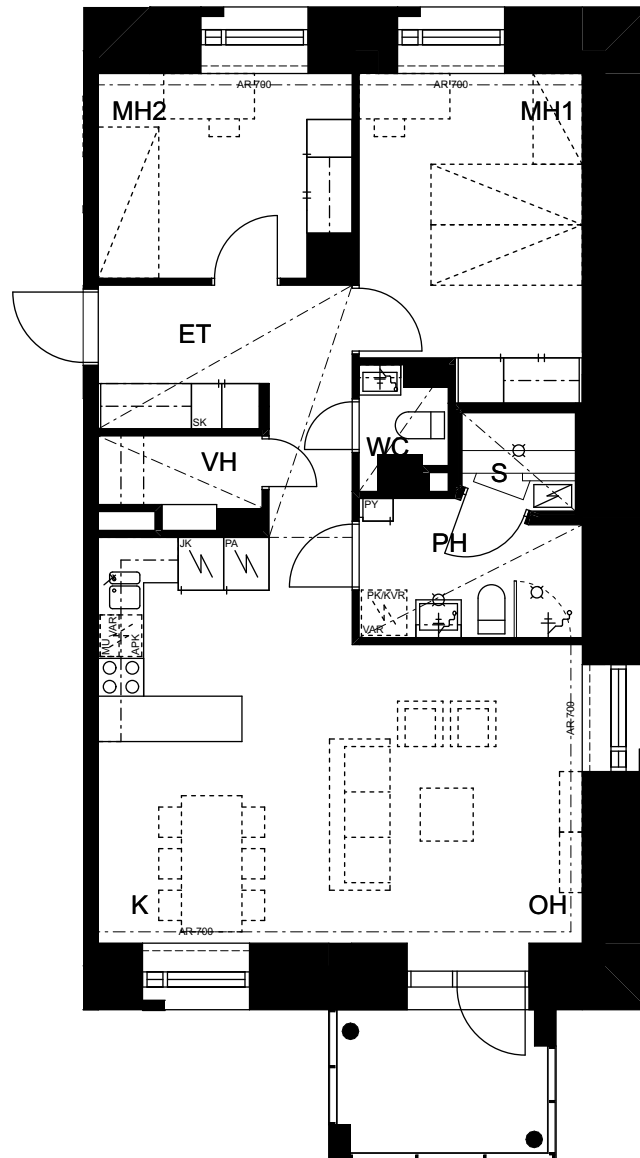 AR 700
AR 700
MH2
MH1
ET
SK
VH
WC
S
PY
PH
JK
PA
PK/KVR
VAR
MU
VAR
APK
AR 700
K
OH
AR 700